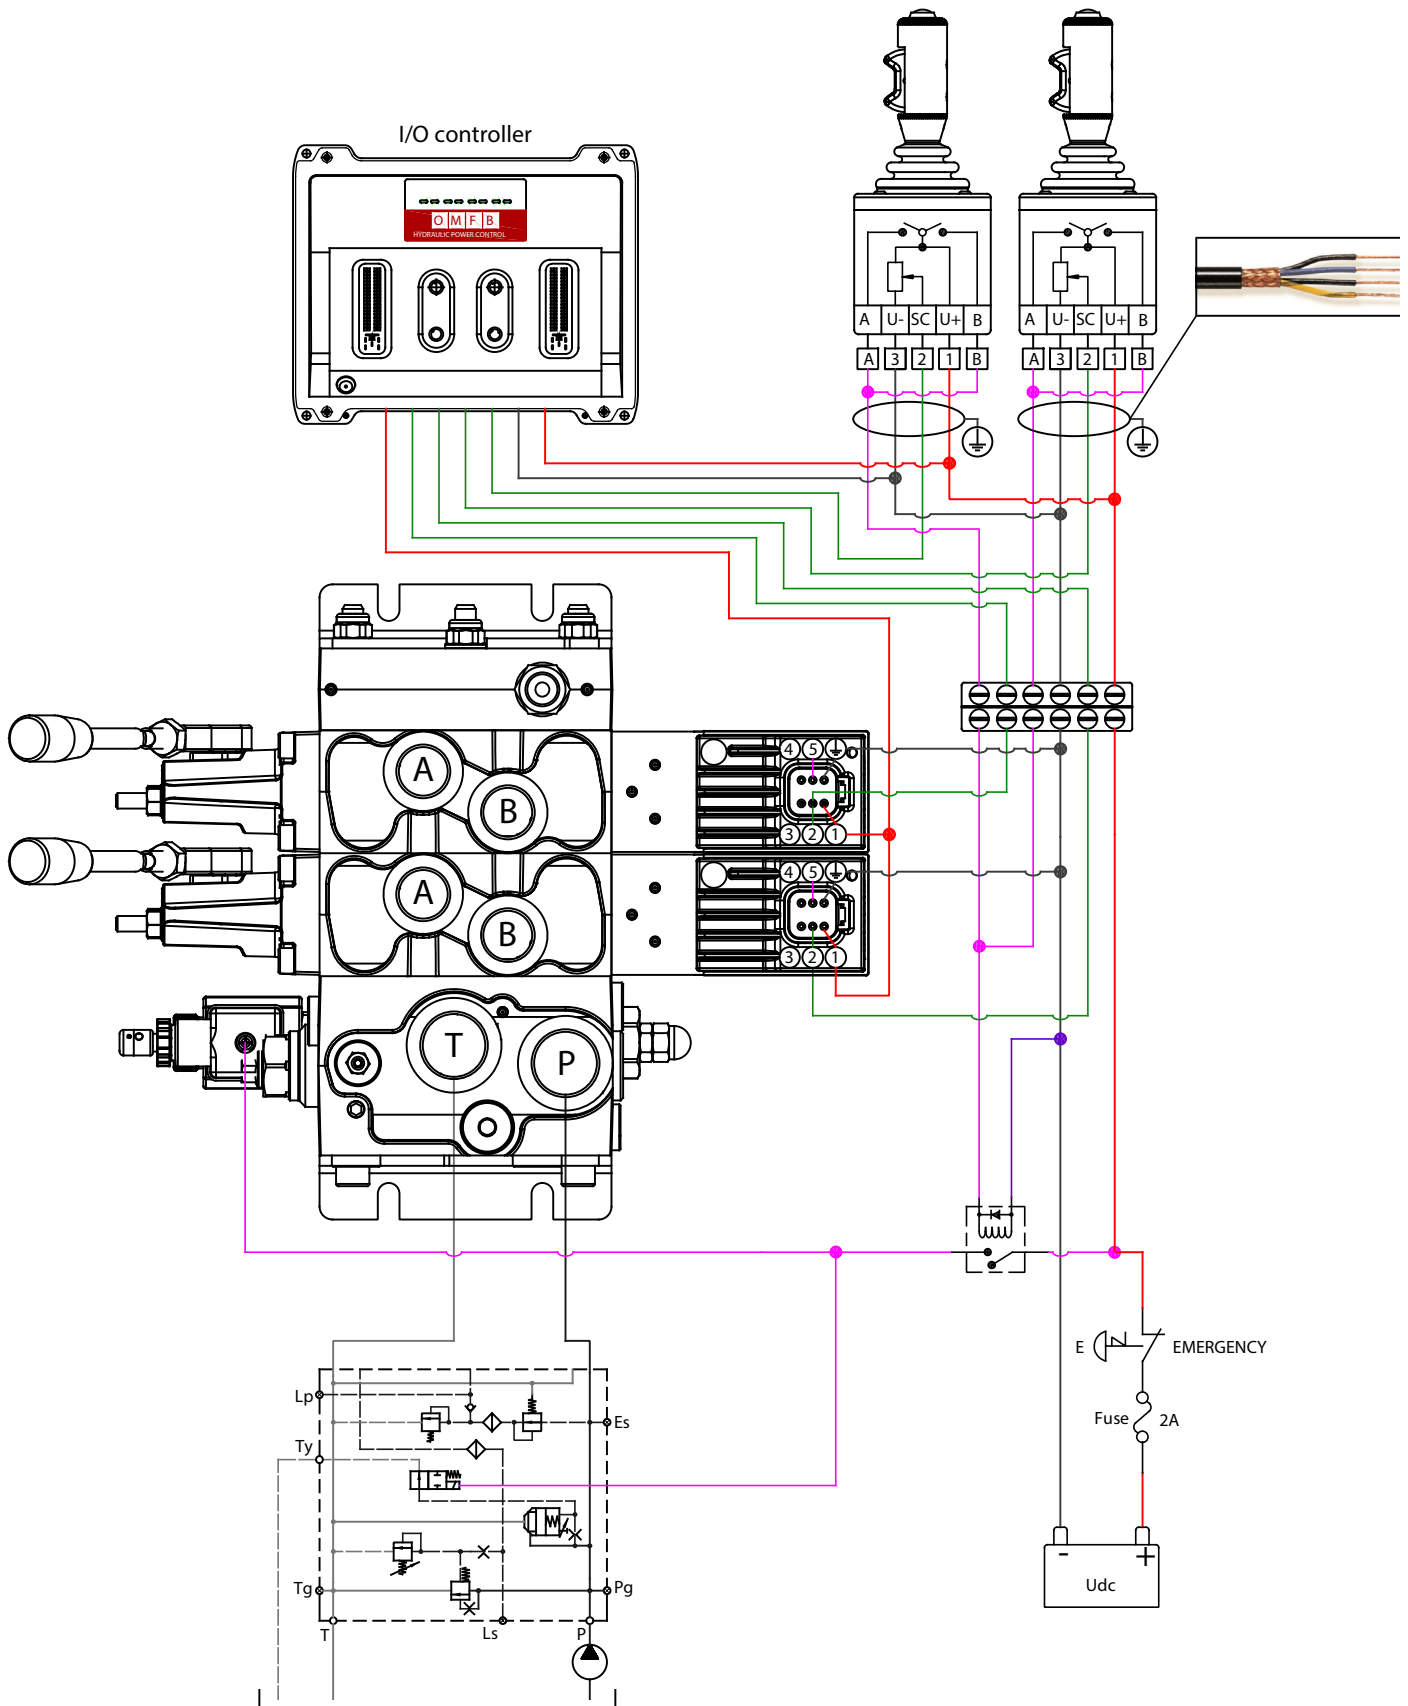 I/O controller
O M F B
HYDRAULIC POWER CONTROL
A U- SC U+ B
A 3 2 1 B
A U- SC U+ B
A 3 2 1 B
A
B
4 5
3 2 1
A
B
4 5
3 2 1
T
P
E EMERGENCY
Fuse 2A
- +
Udc
Lp
Es
Ty
Tg
Pg
T
Ls
P